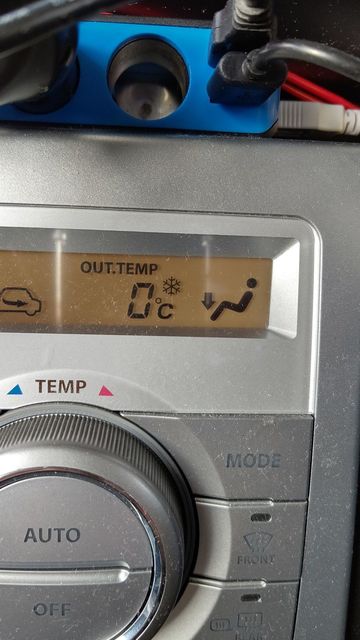 OUT.TEMP
0°C
TEMP
MODE
AUTO
FRONT
OFF